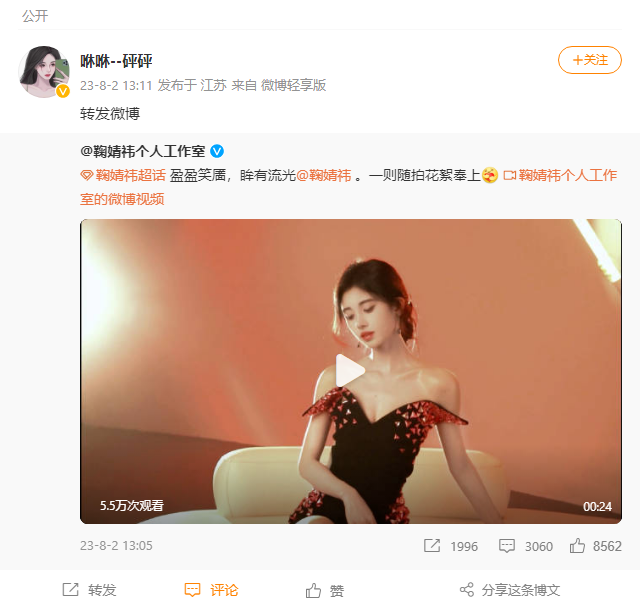 公开
咻咻--砰砰
+关注
23-8-2 13:11 发布于 江苏 来自 微博轻享版
转发微博
@鞠婧祎个人工作室
鞠婧祎超话 盈盈笑靥，眸有流光@鞠婧祎 。一则随拍花絮奉上 鞠婧祎个人工作
室的微博视频
5.5万次观看
00:24
23-8-2 13:05
1996
3060
8562
转发
评论
赞
分享这条博文